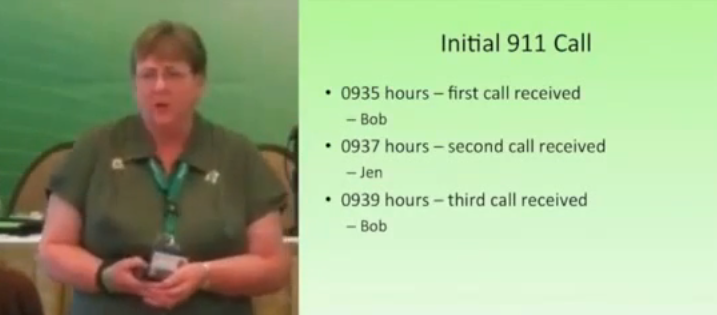 Initial 911 Call
• 0935 hours – first call received
– Bob
• 0937 hours – second call received
– Jen
• 0939 hours – third call received
– Bob